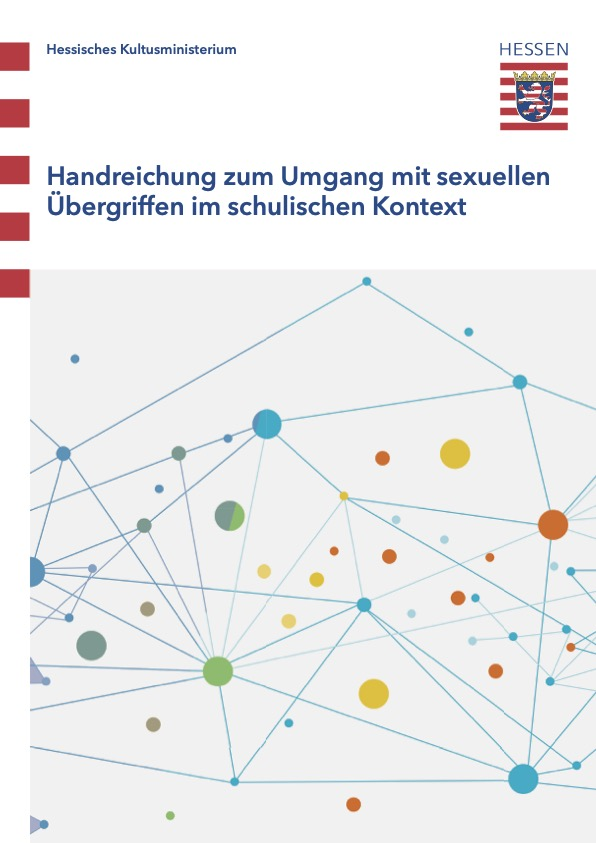 Hessisches Kultusministerium
HESSEN
Handreichung zum Umgang mit sexuellen
Übergriffen im schulischen Kontext